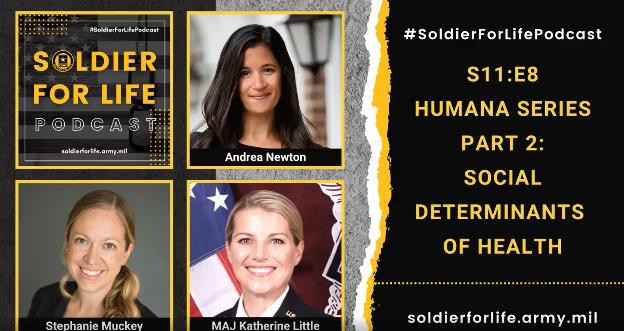 #SoldierForLifePodcast
SOLDIER
FOR LIFE
PODCAST
soldierforlife.army.mil
Andrea Newton
Stephanie Muckey
MAJ Katherine Little
#SoldierForLifePodcast
S11:E8
HUMANA SERIES
PART 2:
SOCIAL
DETERMINANTS
OF HEALTH
soldierforlife.army.mil